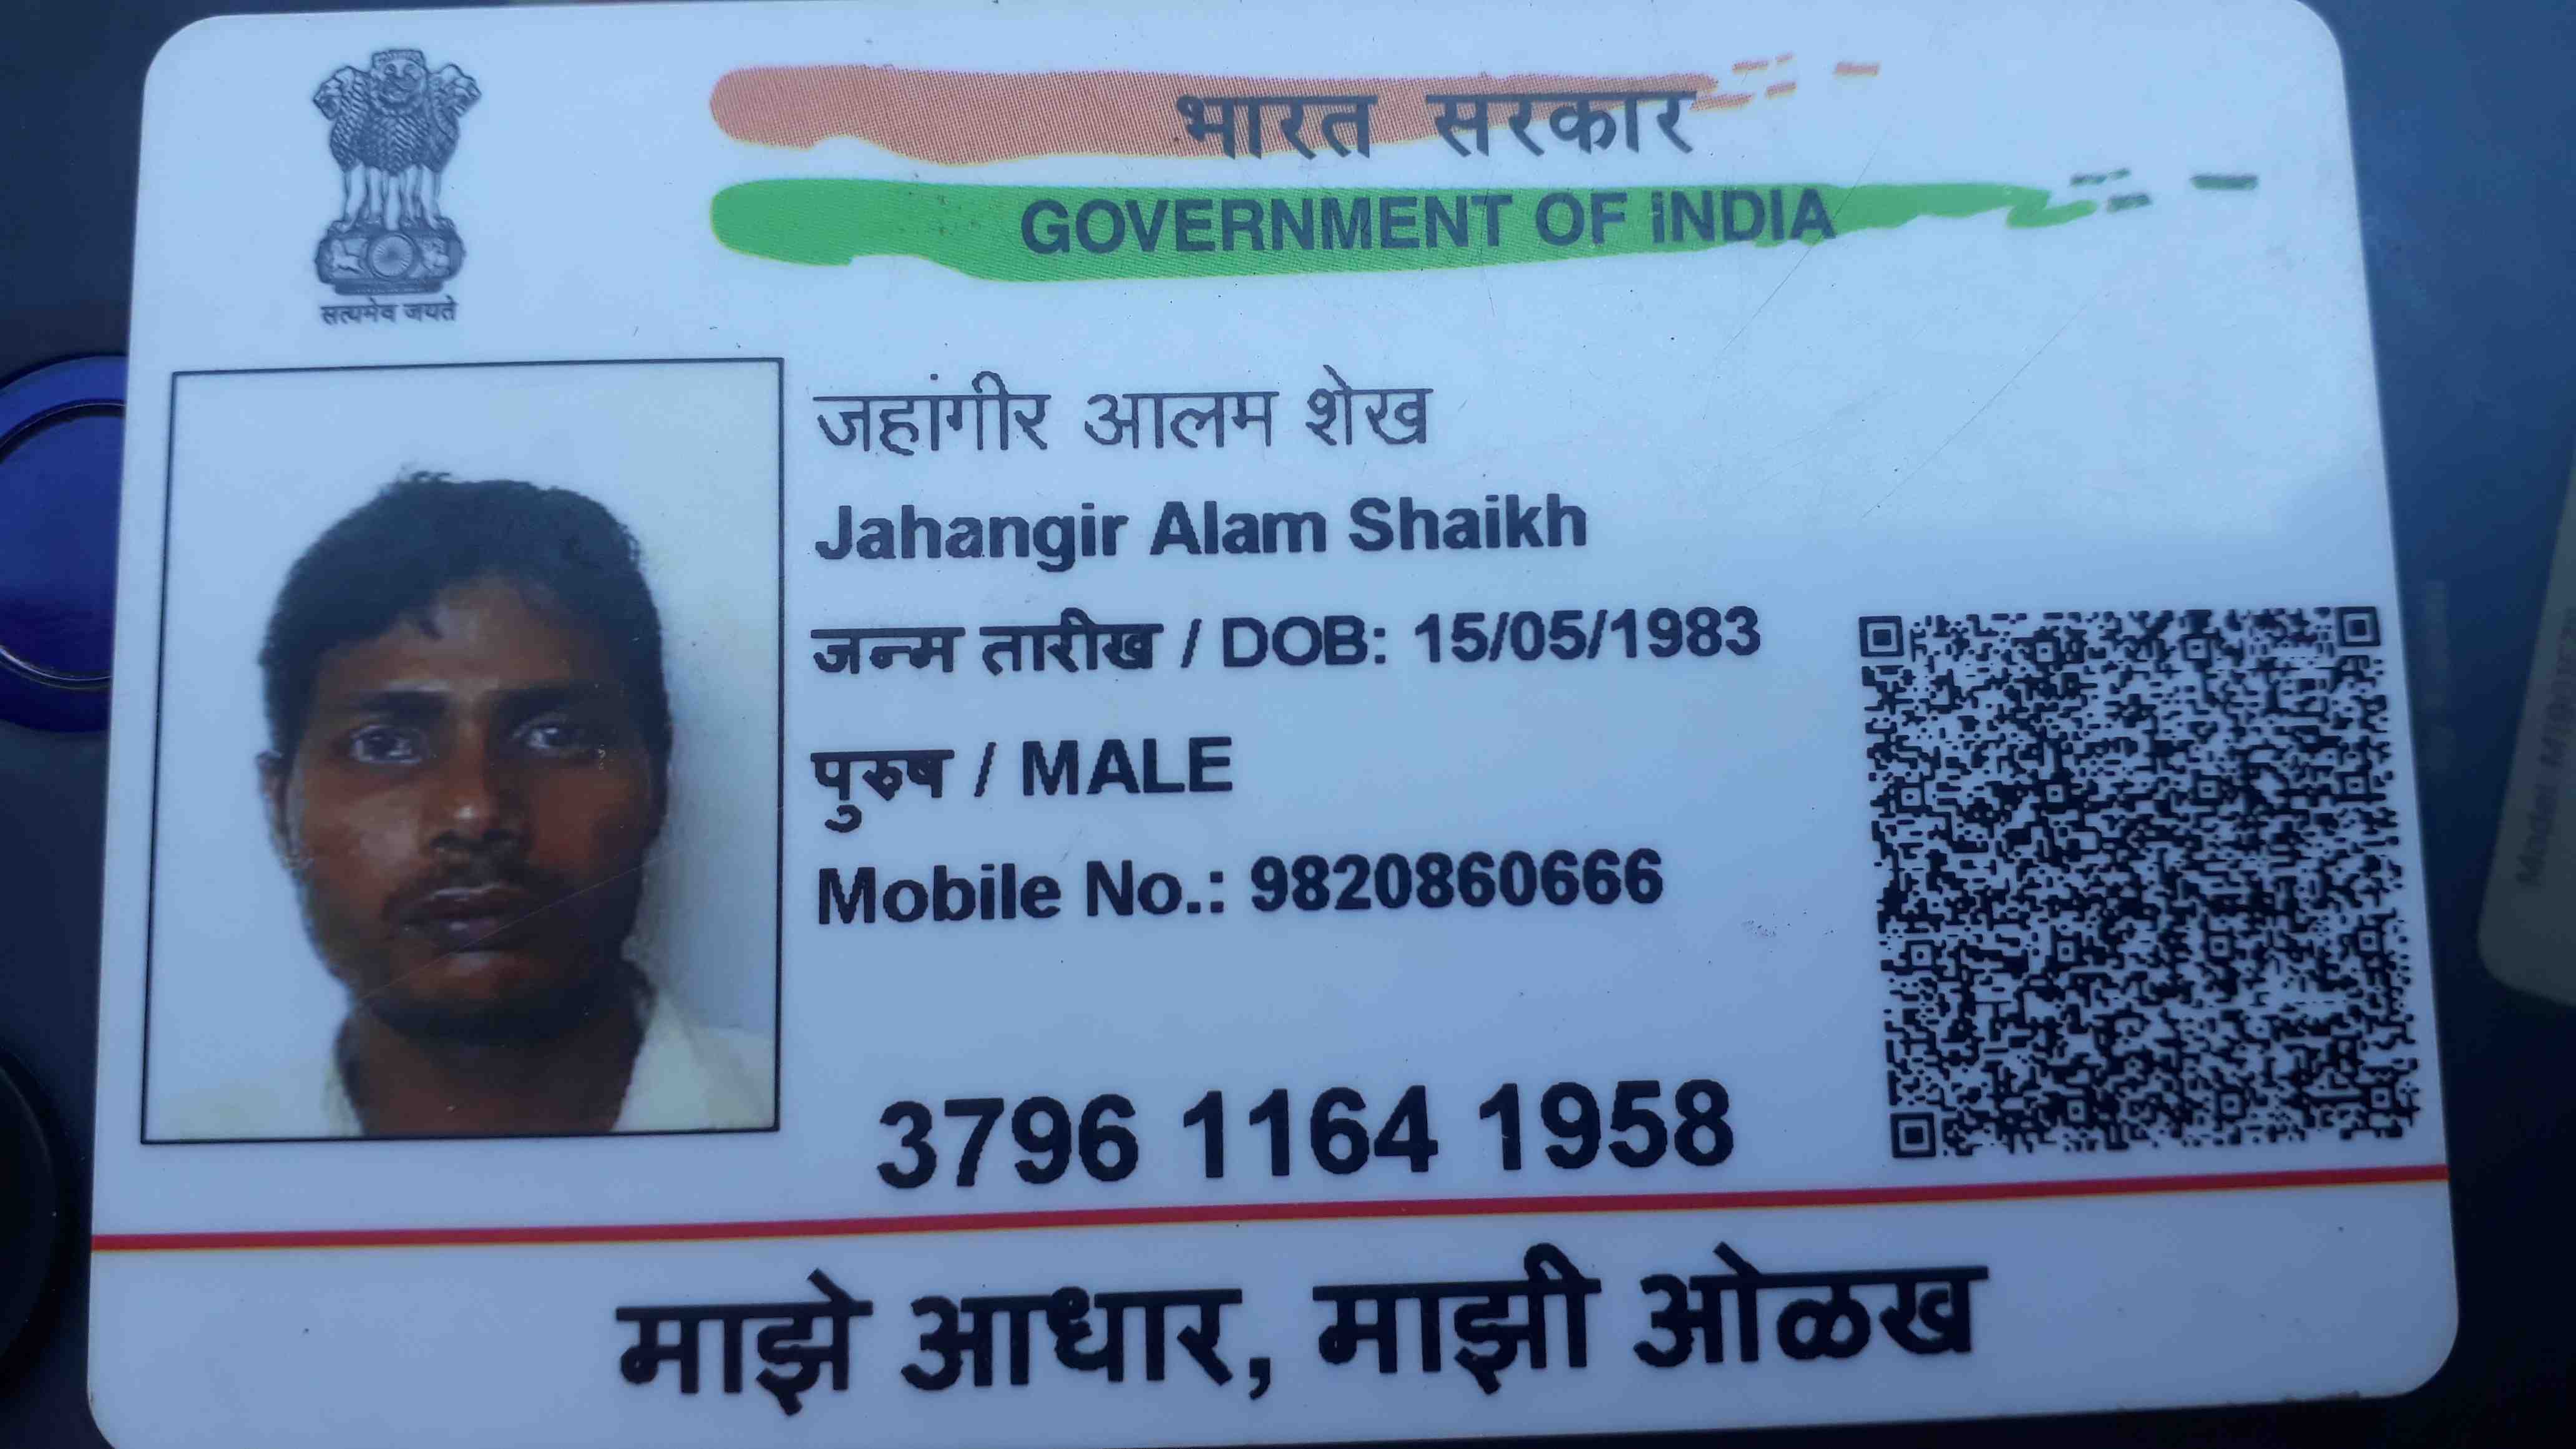 भारत सरकार
GOVERNMENT OF INDIA
सत्यमेव जयते
जहांगीर आलम शेख
Jahangir Alam Shaikh
जन्म तारीख / DOB: 15/05/1983
पुरुष / MALE
Mobile No.: 9820860666
3796 1164 1958
माझे आधार, माझी ओळख